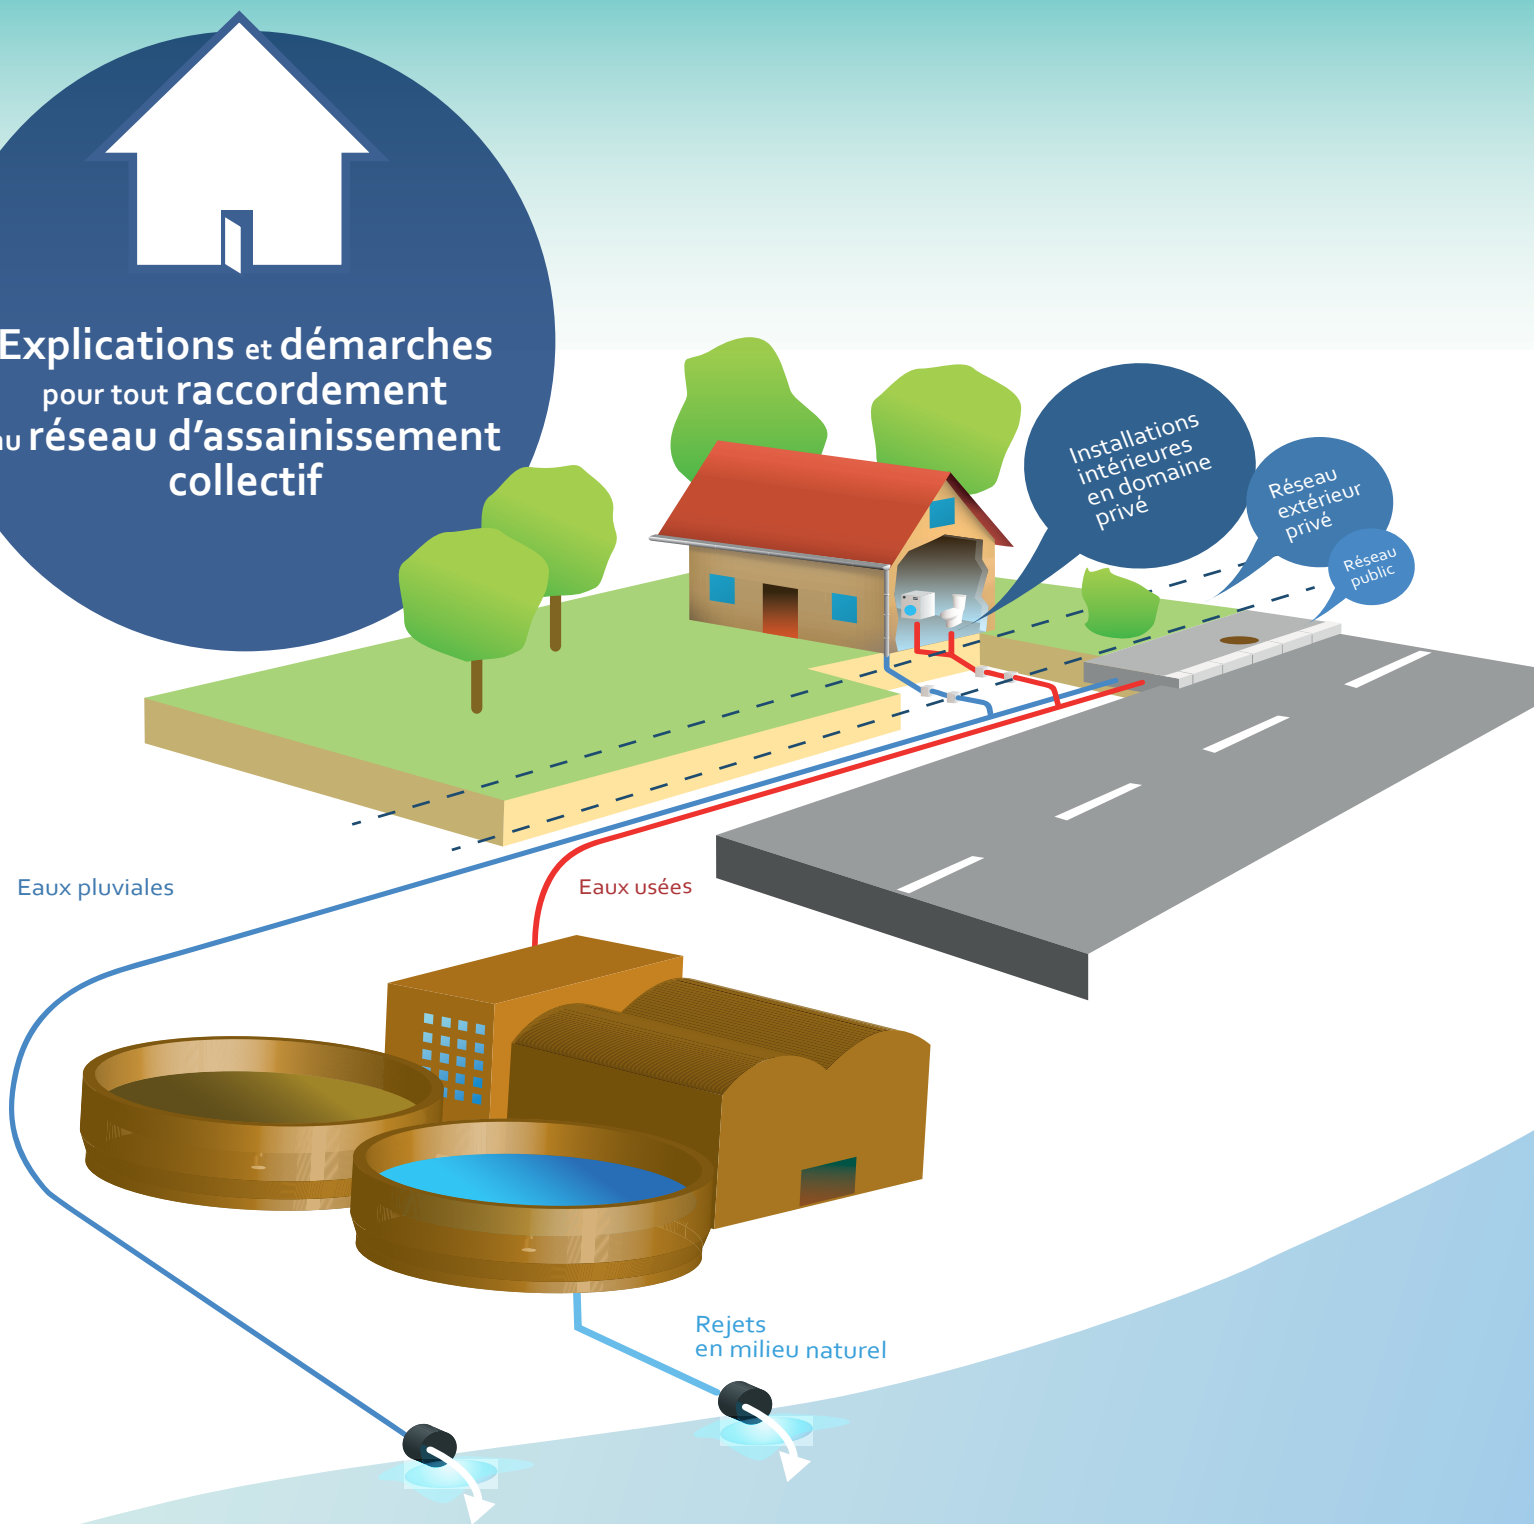 Explications et démarches
pour tout raccordement
au réseau d'assainissement
collectif
Installations
intérieures
en domaine
privé
Réseau
extérieur
privé
Réseau
public
Eaux pluviales
Eaux usées
Rejets
en milieu naturel